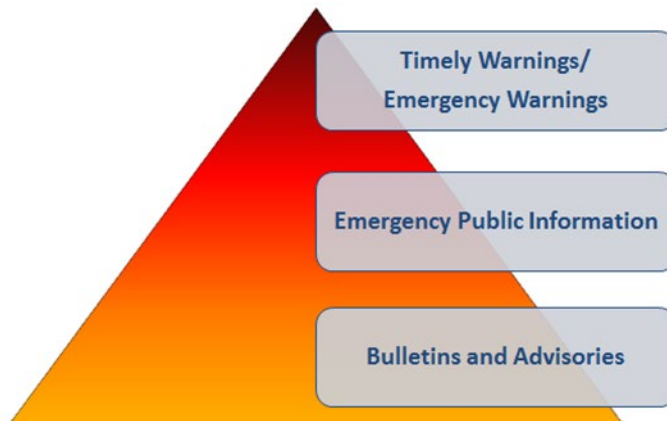 Timely Warnings/
Emergency Warnings
Emergency Public Information
Bulletins and Advisories